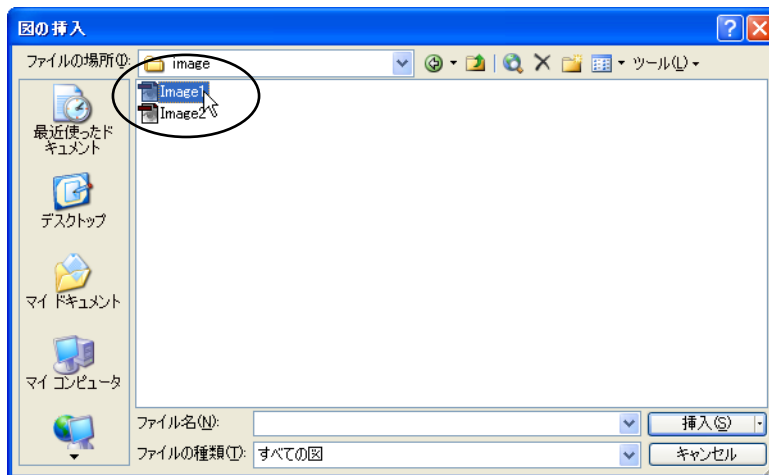 図の挿入
ファイルの場所(I):
image
ツール(L)
Image1
Image2
最近使ったド
キュメント
デスクトップ
マイ ドキュメント
マイ コンピュータ
ファイル名(N):
挿入(S)
ファイルの種類(T):
すべての図
キャンセル